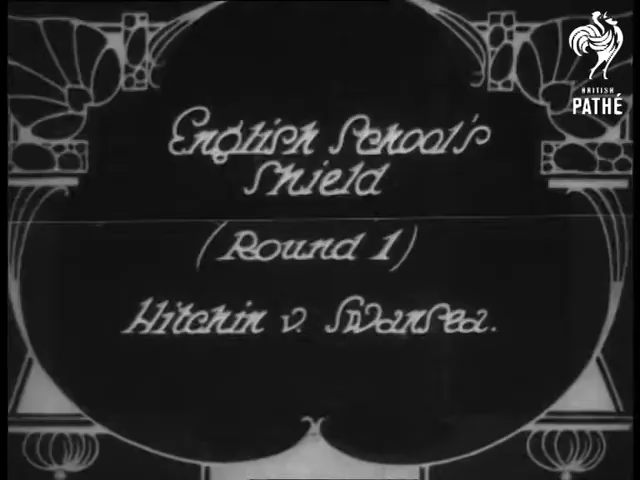 BRITISH
PATHÉ
English School's
Shield
(Round 1)
Hitchin v. Swansea.